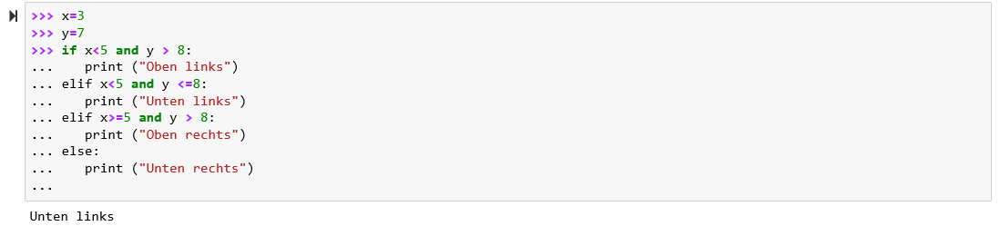 >>> x=3
>>> y=7
>>> if x<5 and y > 8:
...    print ("Oben links")
... elif x<5 and y <=8:
...    print ("Unten links")
... elif x>=5 and y > 8:
...    print ("Oben rechts")
... else:
...    print ("Unten rechts")
...
Unten links